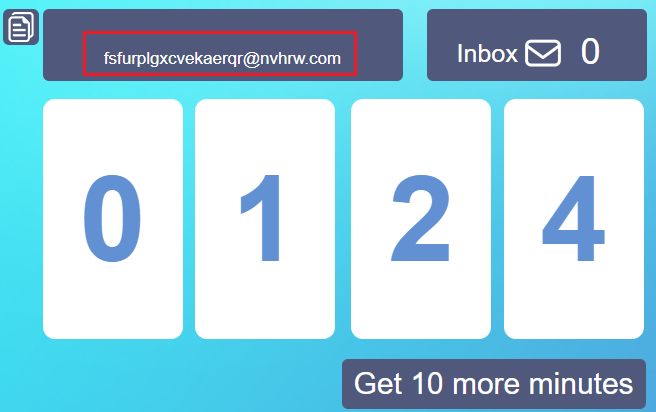 fsfurplgxcvekaerqr@nvhrw.com
Inbox 0
0 1 2 4
Get 10 more minutes